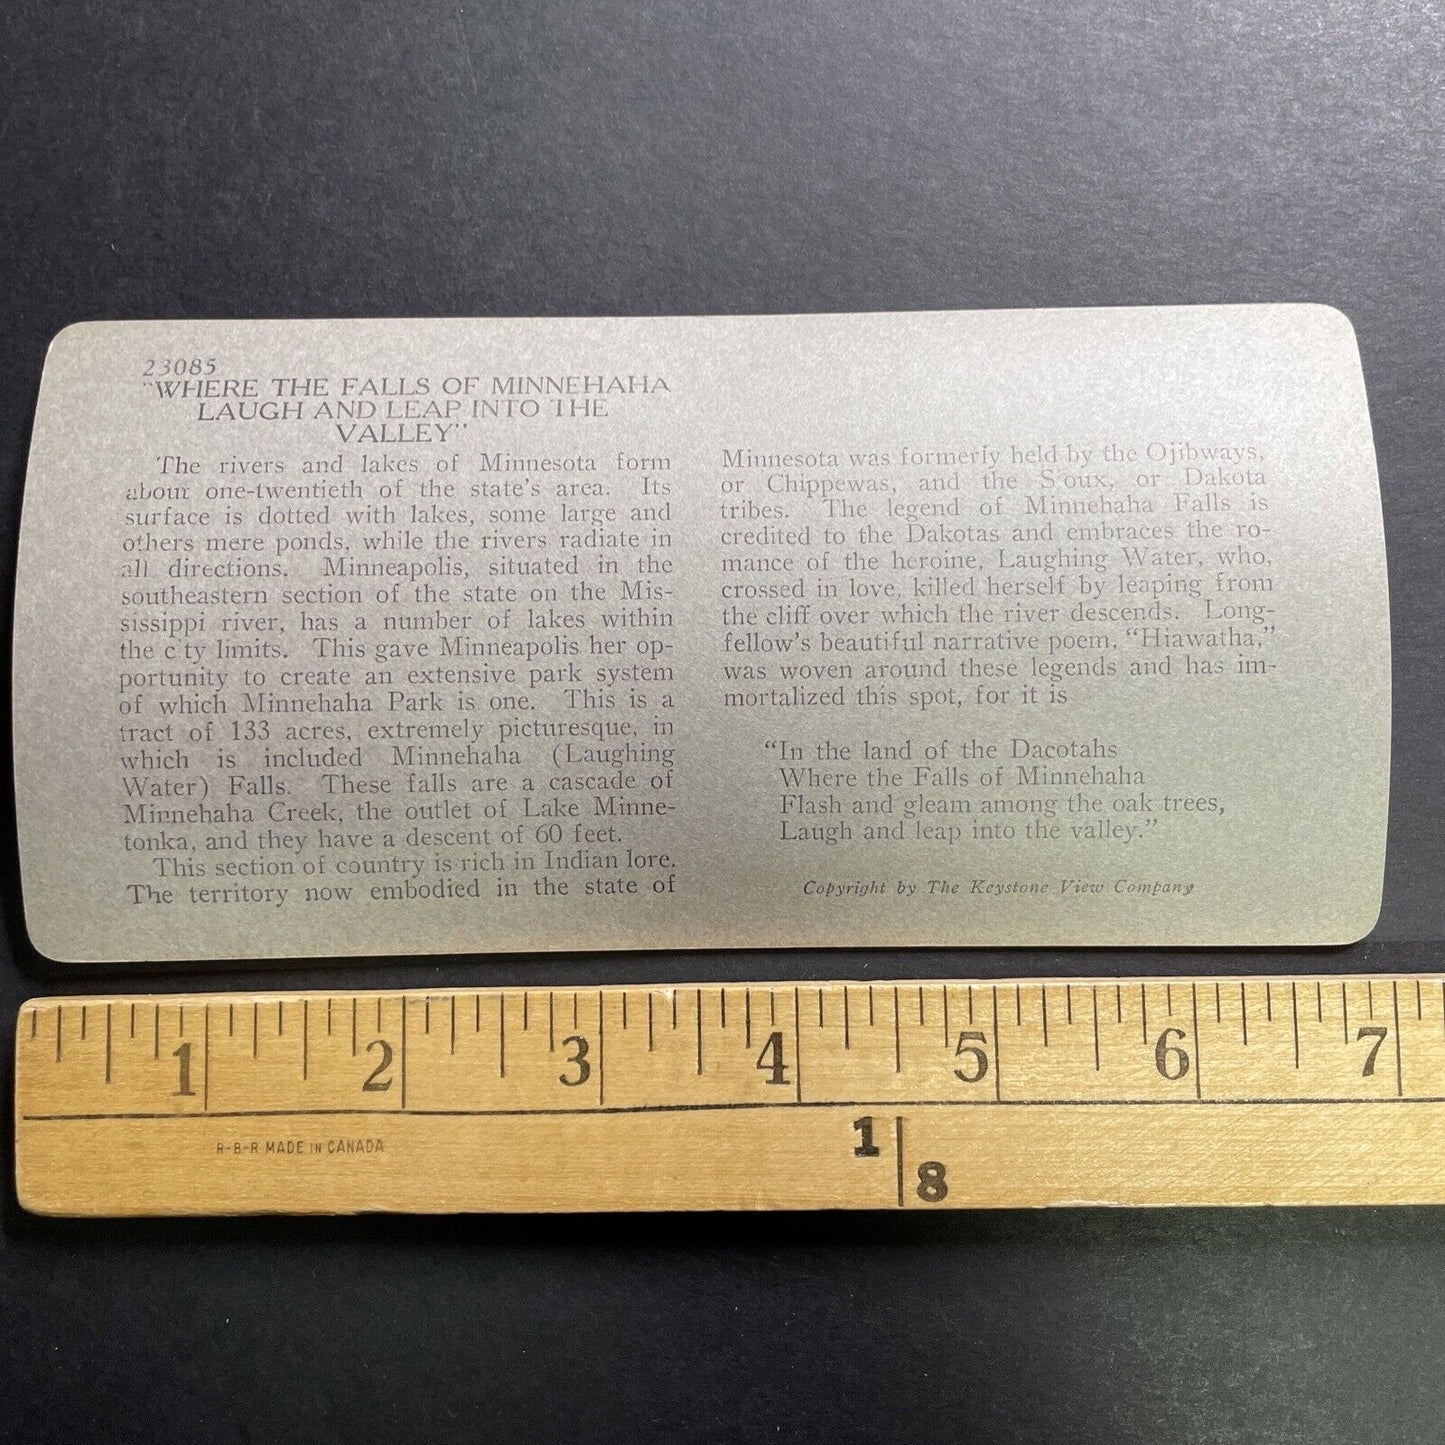 23085
"WHERE THE FALLS OF MINNEHAHA
LAUGH AND LEAP INTO THE
VALLEY"
The rivers and lakes of Minnesota form
about one-twentieth of the state's area. Its
surface is dotted with lakes, some large and
others mere ponds, while the rivers radiate in
all directions. Minneapolis, situated in the
southeastern section of the state on the Mis-
sissippi river, has a number of lakes within
the c ty limits. This gave Minneapolis her op-
portunity to create an extensive park system
of which Minnehaha Park is one. This is a
tract of 133 acres, extremely picturesque, in
which is included Minnehaha (Laughing
Water) Falls. These falls are a cascade of
Minnehaha Creek, the outlet of Lake Minne-
tonka, and they have a descent of 60 feet.
This section of country is rich in Indian lore.
The territory now embodied in the state of
Minnesota was formerly held by the Ojibways,
or Chippewas, and the S oux, or Dakota
tribes. The legend of Minnehaha Falls is
credited to the Dakotas and embraces the ro-
mance of the heroine, Laughing Water, who,
crossed in love, killed herself by leaping from
the cliff over which the river descends. Long-
fellow's beautiful narrative poem, "Hiawatha,"
was woven around these legends and has im-
mortalized this spot, for it is
"In the land of the Dacotahs
Where the Falls of Minnehaha
Flash and gleam among the oak trees,
Laugh and leap into the valley."
Copyright by The Keystone View Company
1 2 3 4 5 6 7
R-B-R MADE IN CANADA
1
8